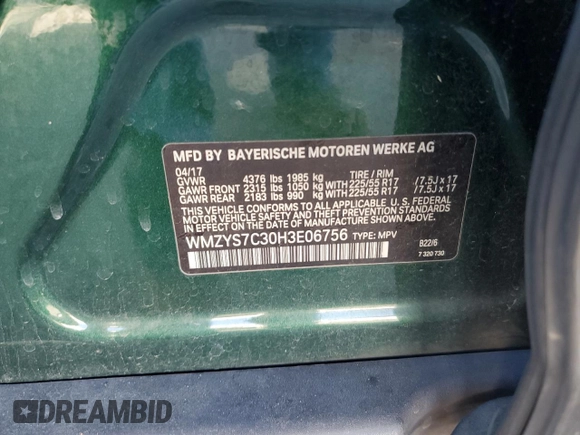 MFD BY BAYERISCHE MOTOREN WERKE AG
04/17
GVWR 4376 lbs 1985 kg TIRE / RIM
GAWR FRONT 2315 lbs 1050 kg WITH 225/55 R17 /7.5J x 17
GAWR REAR 2183 lbs 990 kg WITH 225/55 R17 /7.5J x 17
THIS VEHICLE CONFORMS TO ALL APPLICABLE FEDERAL
MOTOR VEHICLE SAFETY AND THEFT PREVENTION STANDARDS
IN EFFECT ON THE DATE OF MANUFACTURE SHOWN ABOVE.
WMZYS7C30H3E06756 TYPE: MPV
B22/6
7 320 730
DREAMBID